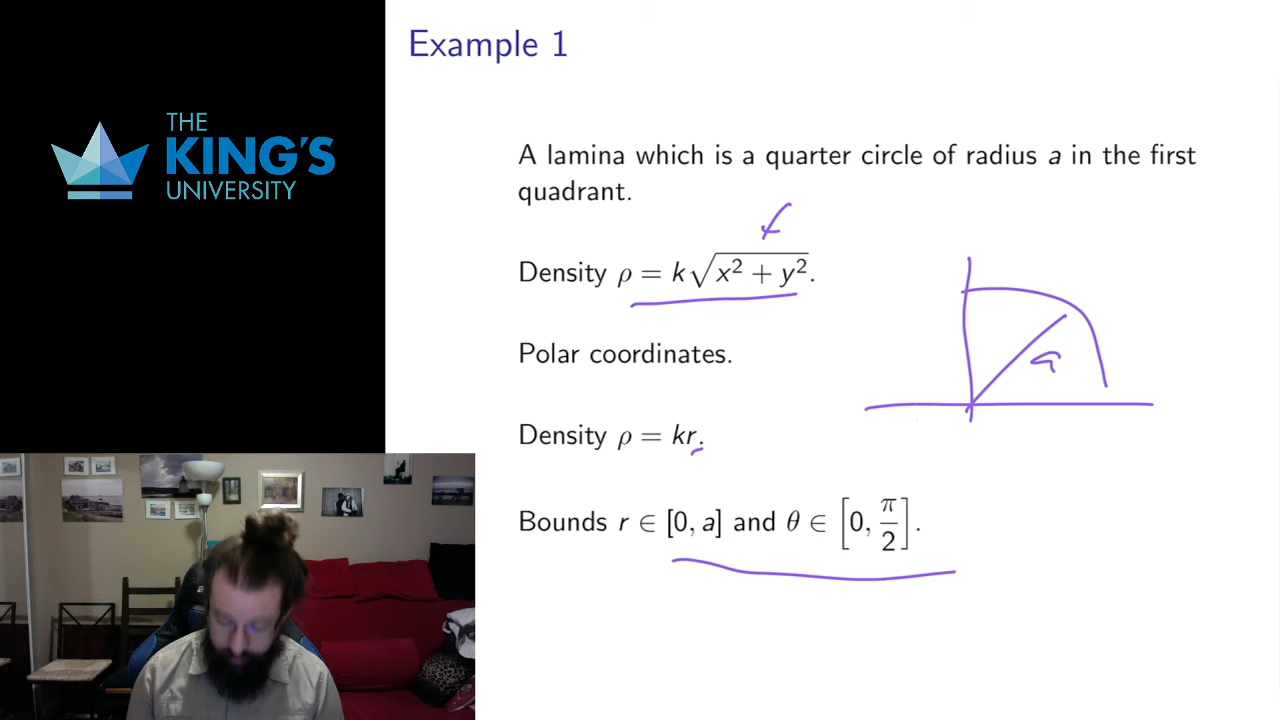 THE
KING'S
UNIVERSITY
Example 1
A lamina which is a quarter circle of radius a in the first
quadrant.
Density ρ = k√(x² + y²).
Polar coordinates.
Density ρ = kr.
Bounds r ∈ [0, a] and θ ∈ [0, π/2].
a